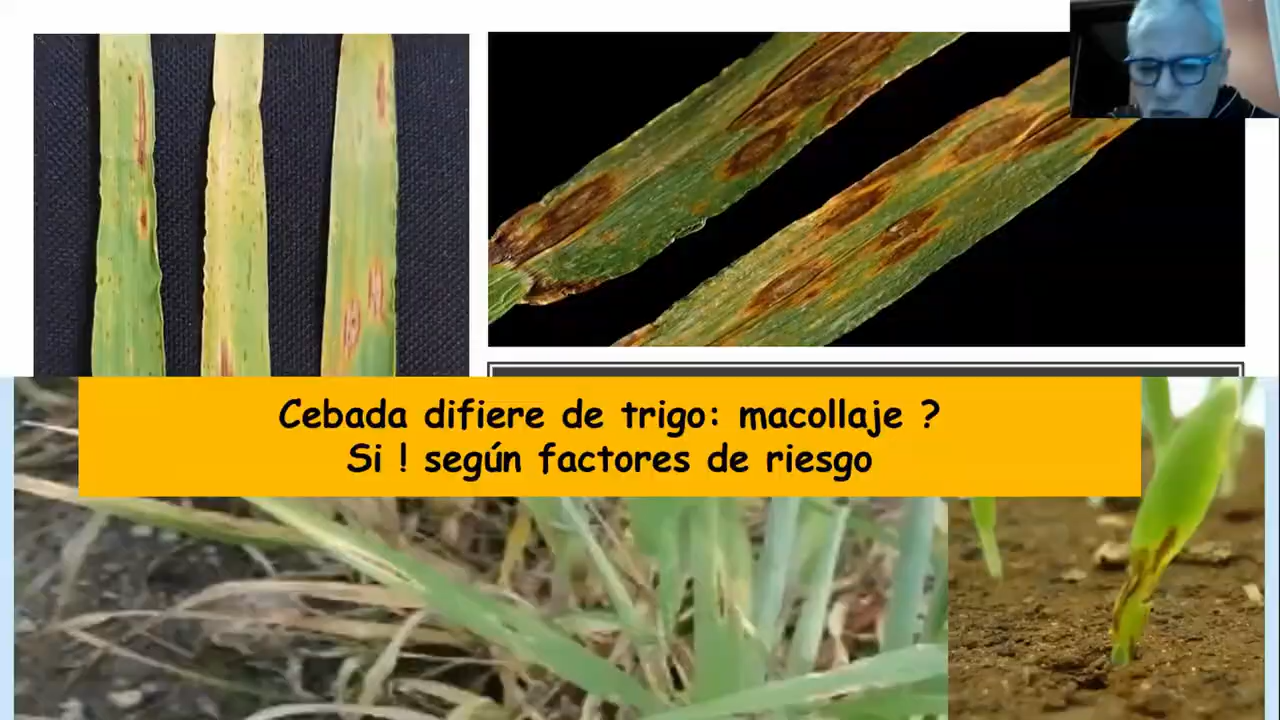 Cebada difiere de trigo: macollaje ?
Si ! según factores de riesgo